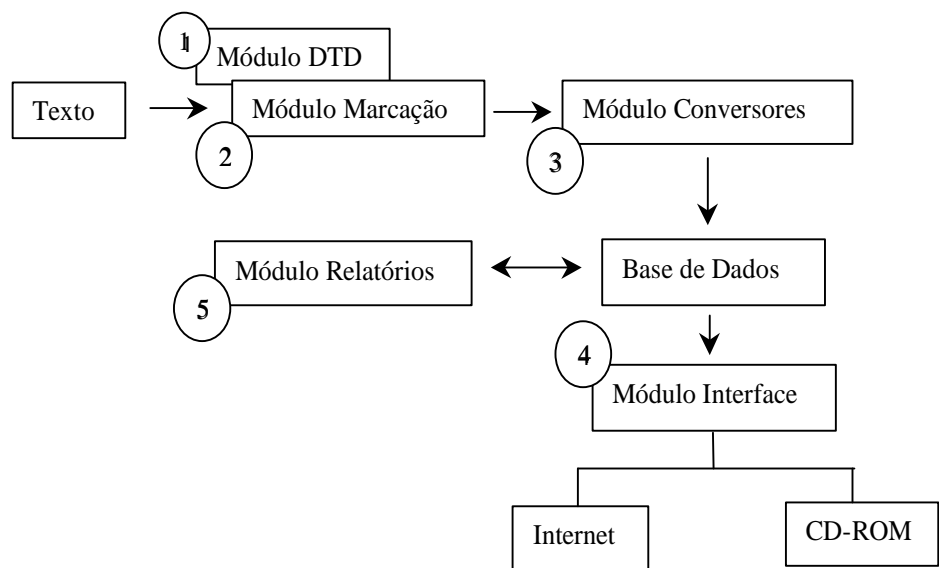 1
Módulo DTD
Texto
Módulo Marcação
Módulo Conversores
2
3
Módulo Relatórios
Base de Dados
5
4
Módulo Interface
Internet
CD-ROM